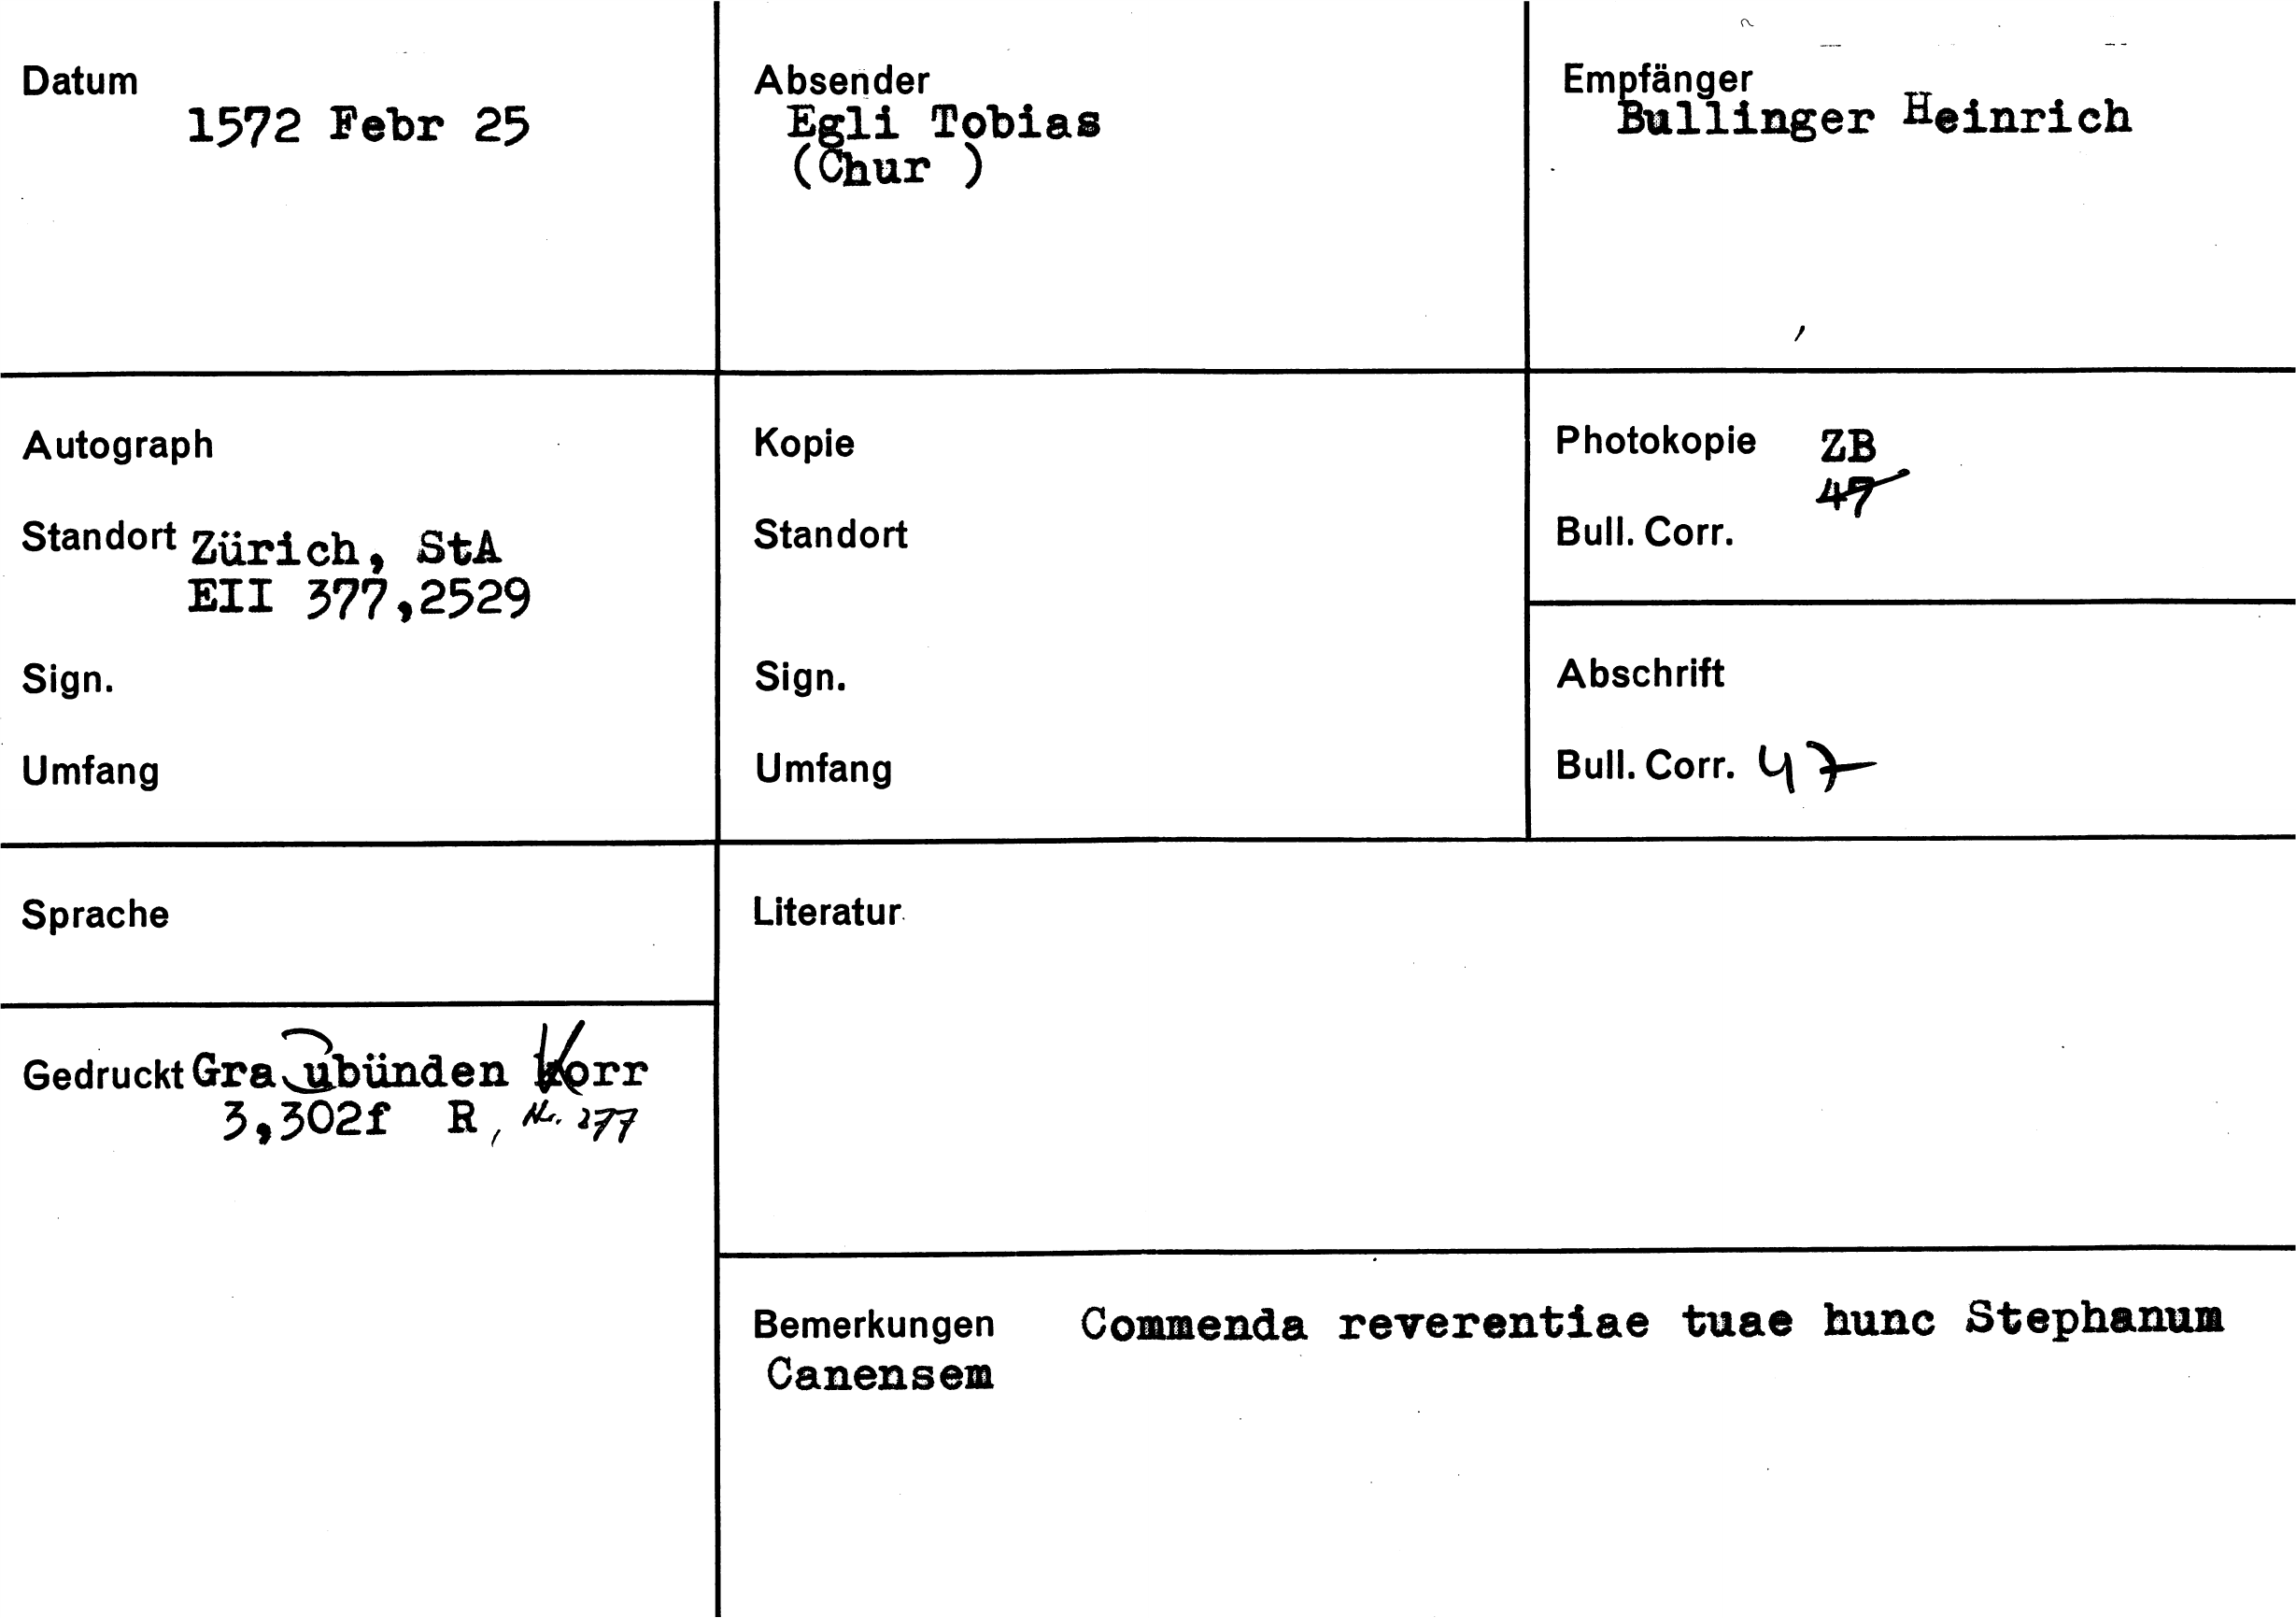 Datum
1572 Febr 25
Absender
Egli Tobias
(Chur )
Empfänger
Bullinger Heinrich
Autograph
Standort Zürich, StA
EII 377,2529
Sign.
Umfang
Kopie
Standort
Sign.
Umfang
Photokopie ZB
47
Bull. Corr.
Abschrift
Bull. Corr. 47
Sprache
Gedruckt Graubünden Korr
3,302f R, Nr. 277
Literatur
Bemerkungen Commenda reverentiae tuae hunc Stephanum
Canensem